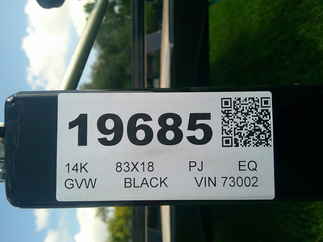 19685
14K 83X18 PJ EQ
GVW BLACK VIN 73002